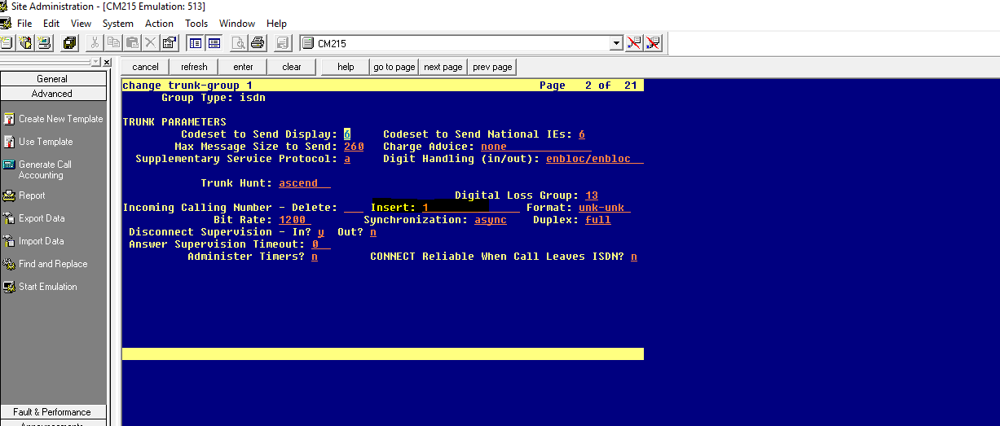 Site Administration - [CM215 Emulation: 513]
File Edit View System Action Tools Window Help
CM215
cancel refresh enter clear help go to page next page prev page
General
Advanced
Create New Template
Use Template
Generate Call
Accounting
Report
Export Data
Import Data
Find and Replace
Start Emulation
Fault & Performance
change trunk-group 1 Page 2 of 21
Group Type: isdn
TRUNK PARAMETERS
Codeset to Send Display: 6 Codeset to Send National IEs: 6
Max Message Size to Send: 260 Charge Advice: none
Supplementary Service Protocol: a Digit Handling (in/out): enbloc/enbloc
Trunk Hunt: ascend
Digital Loss Group: 13
Incoming Calling Number - Delete: Insert: 1 Format: unk-unk
Bit Rate: 1200 Synchronization: async Duplex: full
Disconnect Supervision - In? y Out? n
Answer Supervision Timeout: 0
Administer Timers? n CONNECT Reliable When Call Leaves ISDN? n